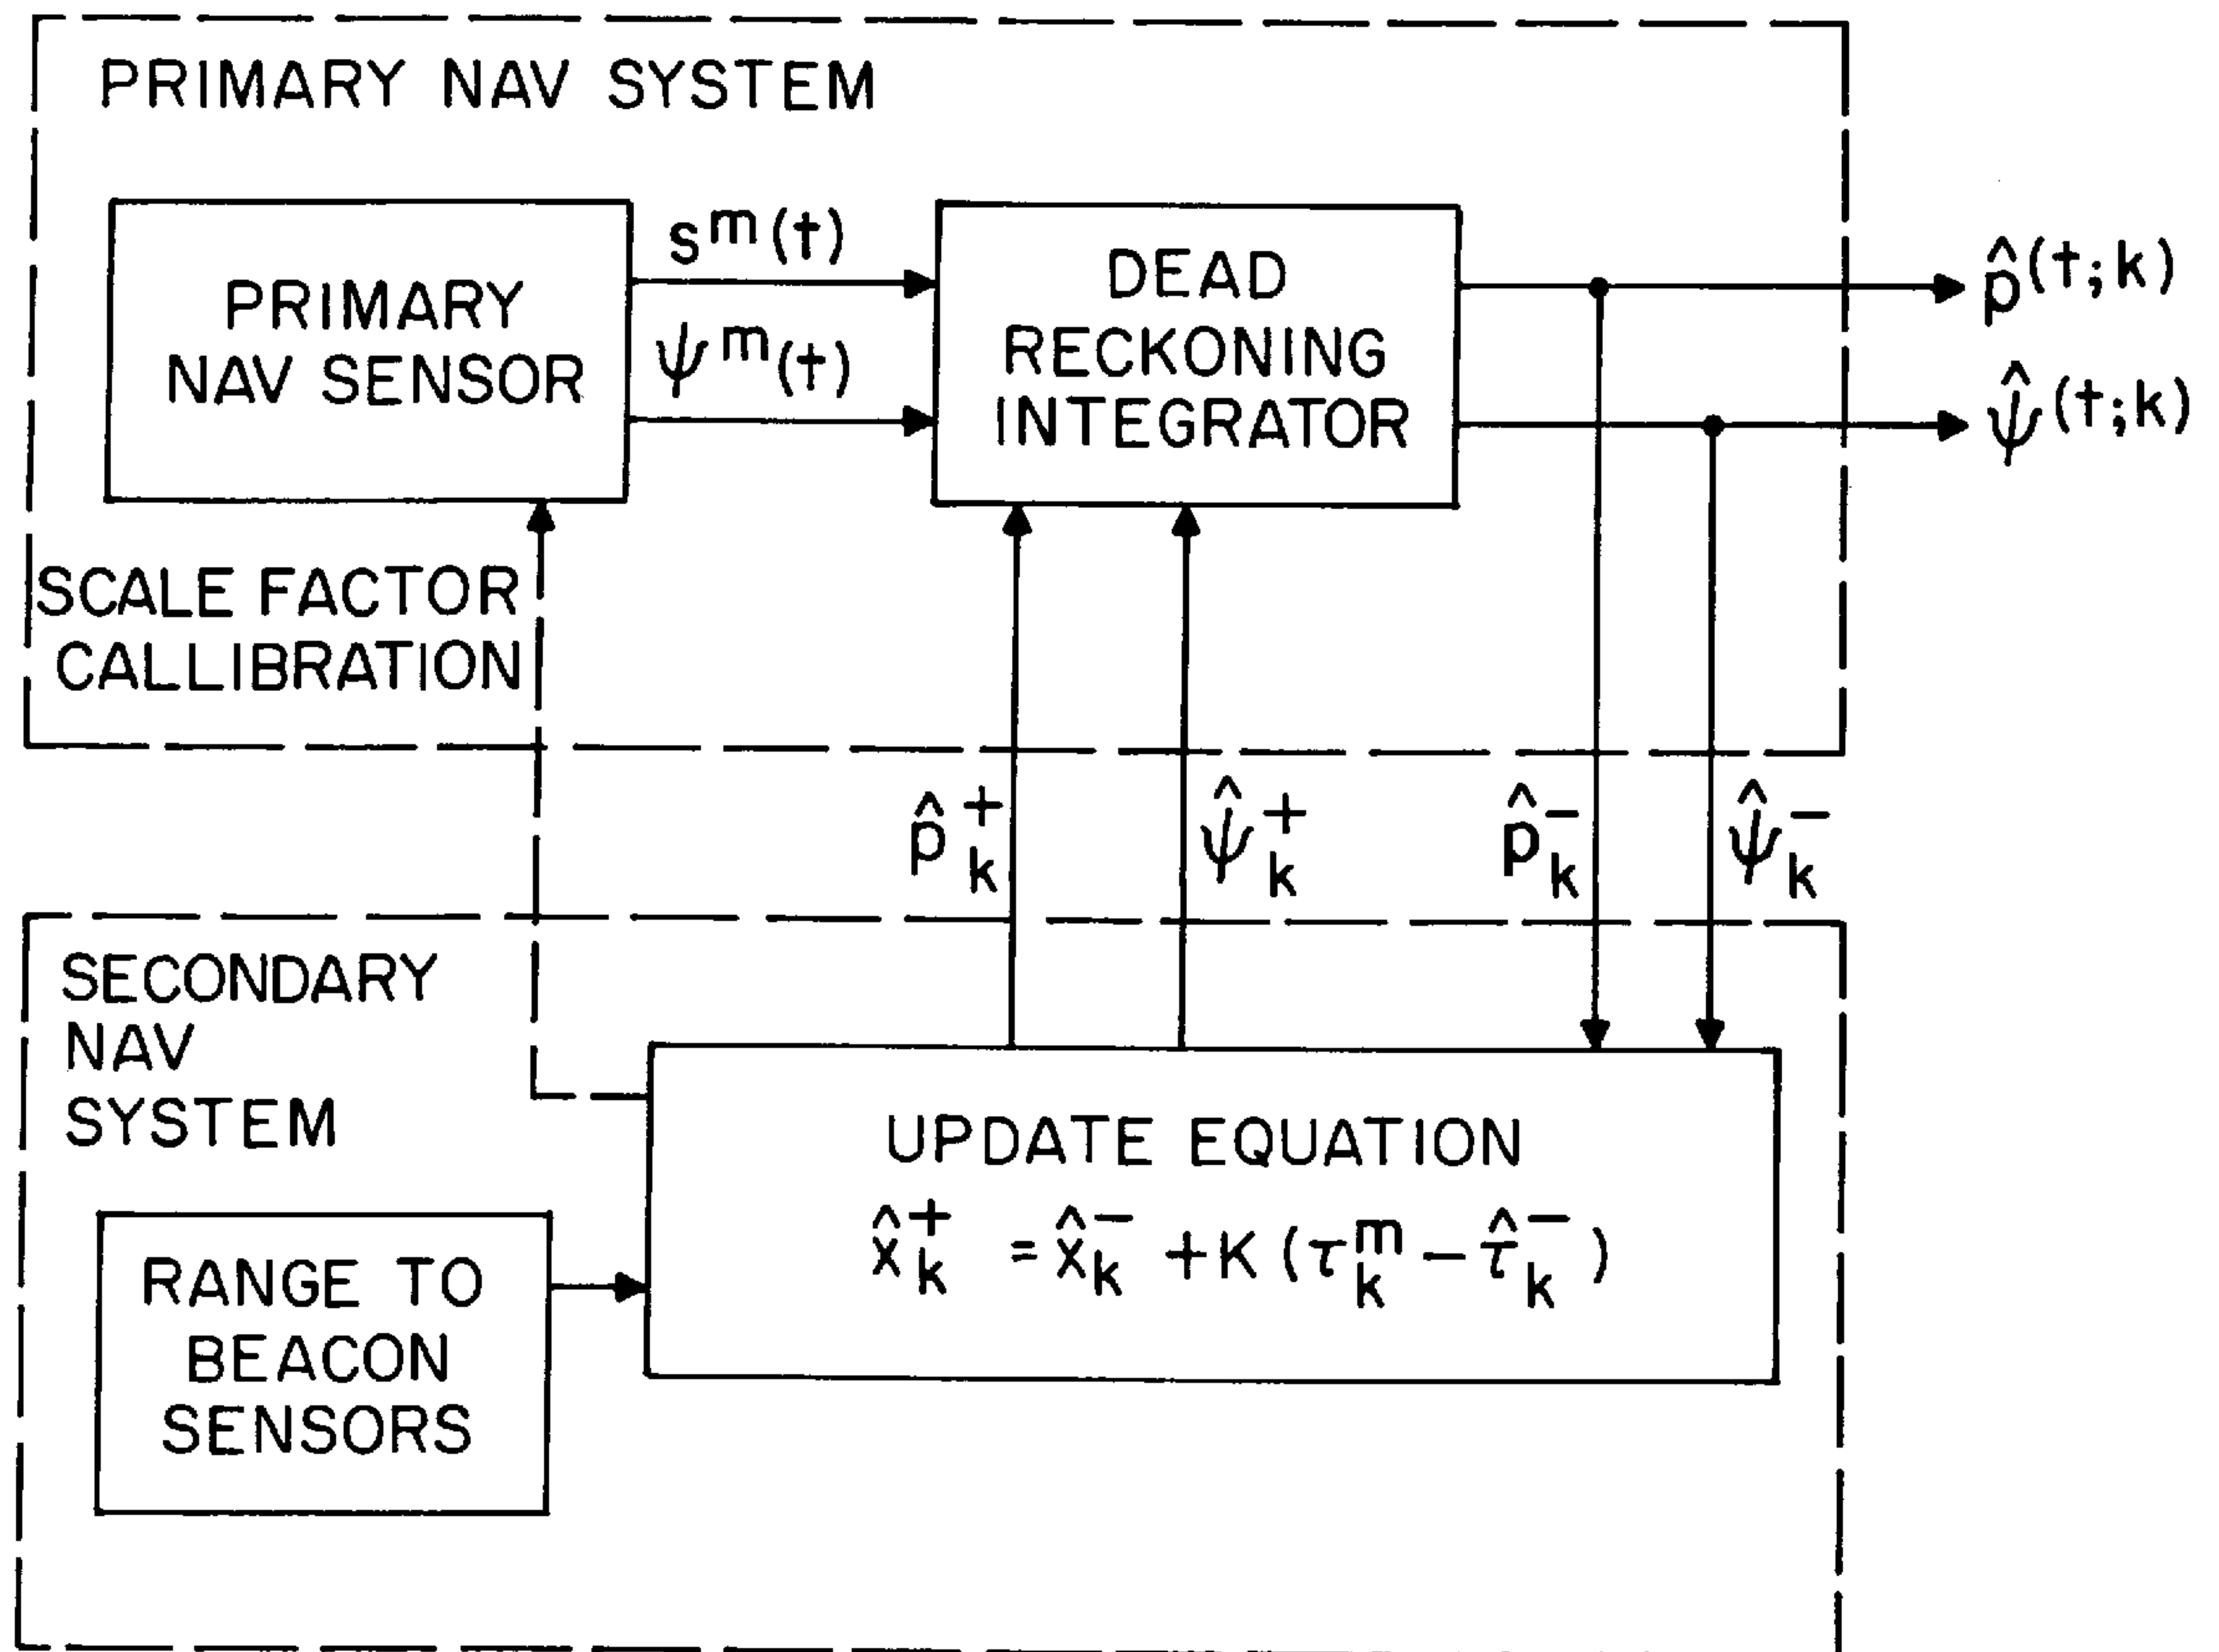 PRIMARY NAV SYSTEM
PRIMARY
NAV SENSOR
s^m(t)
ψ^m(t)
DEAD
RECKONING
INTEGRATOR
p̂(t;k)
ψ̂(t;k)
SCALE FACTOR
CALLIBRATION
p̂_k^+
ψ̂_k^+
p̂_k^-
ψ̂_k^-
SECONDARY
NAV
SYSTEM
UPDATE EQUATION
x̂_k^+ = x̂_k^- + K (τ_k^m - τ̂_k^-)
RANGE TO
BEACON
SENSORS